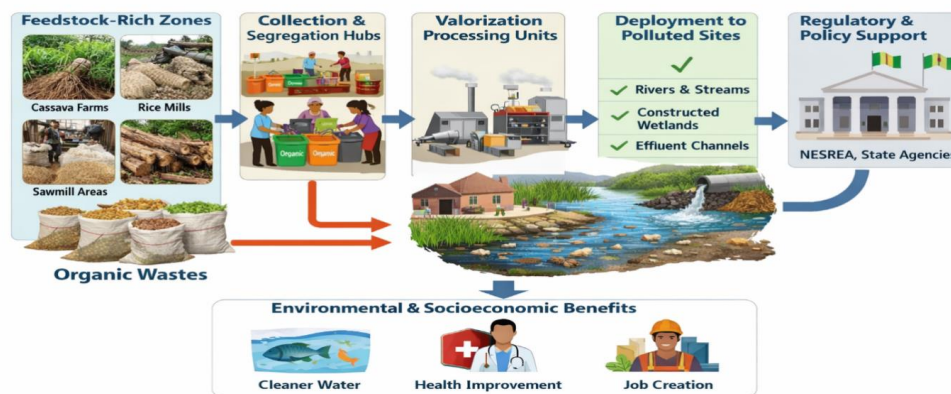 Feedstock-Rich Zones
Cassava Farms
Rice Mills
Sawmill Areas
Organic Wastes
Collection &
Segregation Hubs
Organic
Organic
Valorization
Processing Units
Deployment to
Polluted Sites
Rivers & Streams
Constructed
Wetlands
Effluent Channels
Regulatory &
Policy Support
NESREA, State Agencies
Environmental & Socioeconomic Benefits
Cleaner Water
Health Improvement
Job Creation